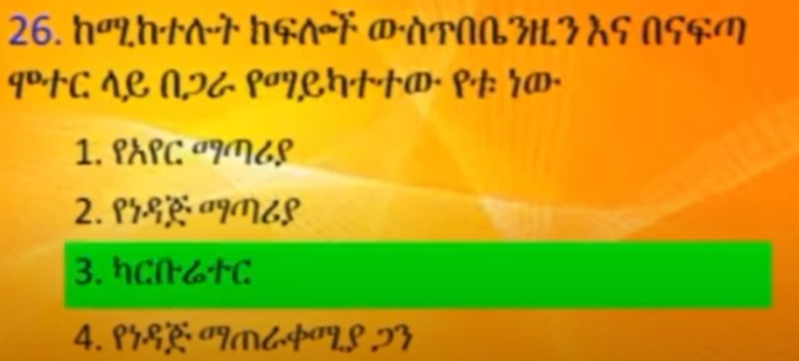 26. ከሚከተሉት ክፍሎች ውስጥበቤንዚን እና በናፍጣ
ሞተር ላይ በጋራ የማይካተተው የቱ ነው
1. የአየር ማጣሪያ
2. የነዳጅ ማጣሪያ
3. ካርቡሬተር
4. የነዳጅ ማጠራቀሚያ ጋን